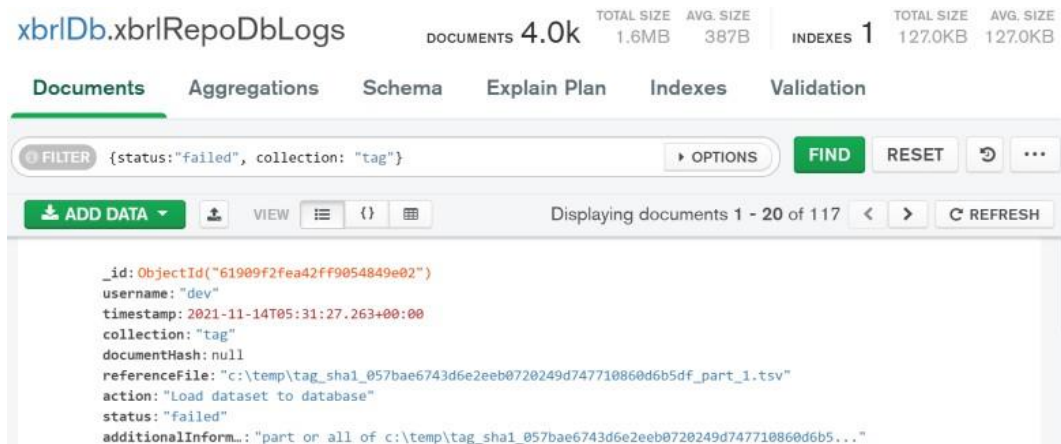 xbrlDb.xbrlRepoDbLogs DOCUMENTS 4.0k TOTAL SIZE 1.6MB AVG. SIZE 387B INDEXES 1 TOTAL SIZE 127.0KB AVG. SIZE 127.0KB
Documents Aggregations Schema Explain Plan Indexes Validation
FILTER {status:"failed", collection: "tag"} OPTIONS FIND RESET ...
ADD DATA VIEW {} Displaying documents 1 - 20 of 117 < > REFRESH
_id: ObjectId("61909f2fea42ff9054849e02")
username: "dev"
timestamp: 2021-11-14T05:31:27.263+00:00
collection: "tag"
documentHash: null
referenceFile: "c:\temp\tag_sha1_057bae6743d6e2eeb0720249d747710860d6b5df_part_1.tsv"
action: "Load dataset to database"
status: "failed"
additionalInform…: "part or all of c:\temp\tag_sha1_057bae6743d6e2eeb0720249d747710860d6b5..."